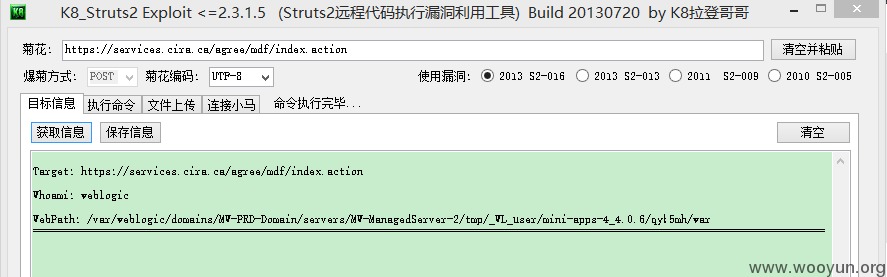 K8 K8_Struts2 Exploit <=2.3.1.5 (Struts2远程代码执行漏洞利用工具) Build 20130720 by K8拉登哥哥
菊花: https://services.cira.ca/agree/mdf/index.action 清空并粘贴
爆菊方式: POST 菊花编码: UTP-8 使用漏洞: 2013 S2-016 2013 S2-013 2011 S2-009 2010 S2-005
目标信息 执行命令 文件上传 连接小马 命令执行完毕...
获取信息 保存信息 清空
Target: https://services.cira.ca/agree/mdf/index.action
Whoami: weblogic
WebPath: /var/weblogic/domains/MW-PRD-Domain/servers/MW-ManagedServer-2/tmp/_WL_user/mini-apps-4_4.0.6/qyt5mh/war
www.wooyun.org